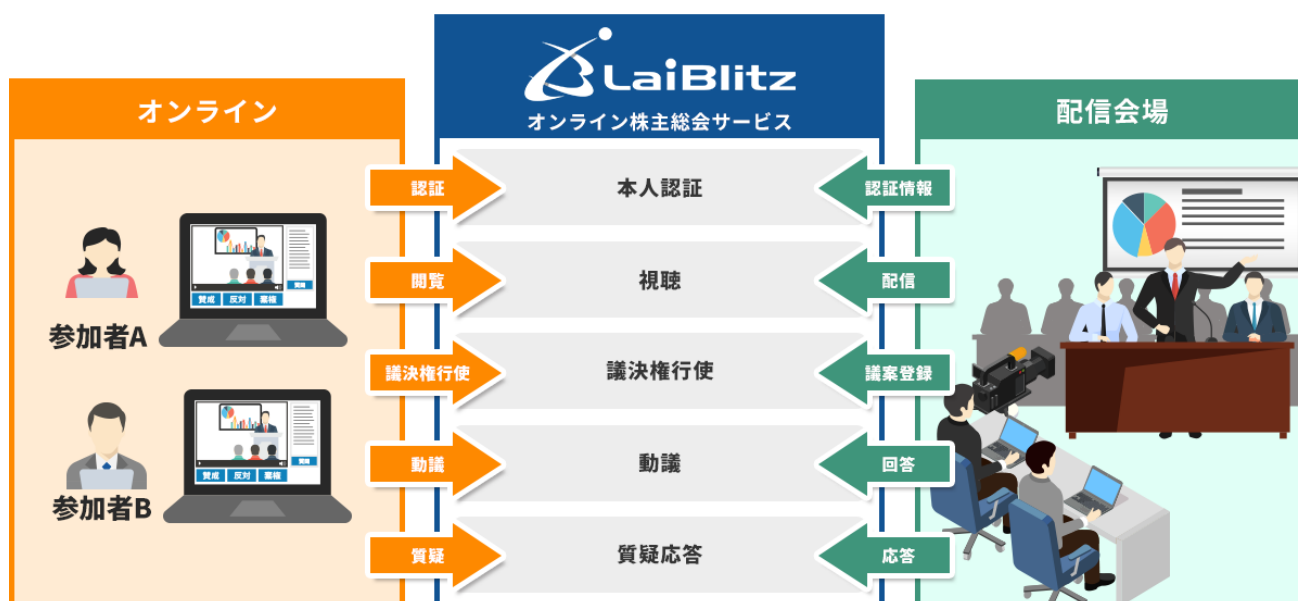 LaiBlitz
オンライン株主総会サービス
オンライン
配信会場
認証
本人認証
認証情報
閲覧
視聴
配信
議決権行使
議決権行使
議案登録
動議
動議
回答
質疑
質疑応答
応答
賛成 反対 棄権
参加者A
賛成 反対 棄権
参加者B